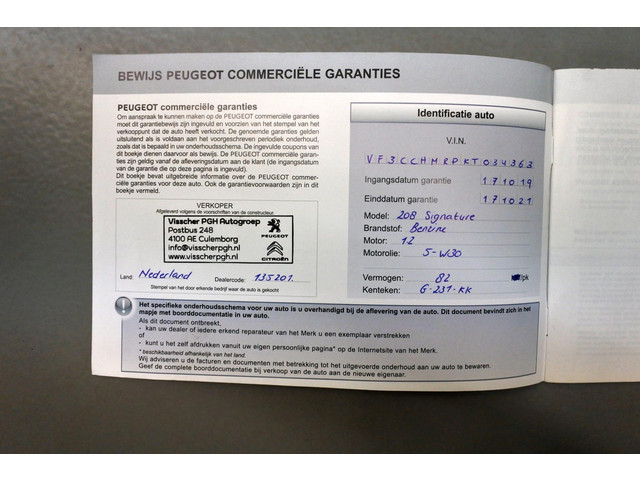 BEWIJS PEUGEOT COMMERCIËLE GARANTIES
PEUGEOT commerciële garanties
Om aanspraak te kunnen maken op de PEUGEOT commerciële garanties
moet dit garantiebewijs zijn ingevuld en voorzien van het stempel van het
verkooppunt dat de auto heeft verkocht. De genoemde garanties gelden
uitsluitend als is voldaan aan het voorgeschreven periodiek onderhoud,
zoals dat is bepaald in uw onderhoudsschema. De ingevulde coupons van
dit boekje dienen daarvoor als bewijs. De PEUGEOT commerciële garan-
ties zijn geldig vanaf de afleveringsdatum aan de klant (de ingangsdatum
van de garantie die op deze pagina is ingevuld).
Dit boekje bevat uitgebreide informatie over de PEUGEOT commer-
ciële garanties voor deze auto. Ook de garantievoorwaarden zijn in dit
boekje vermeld.
VERKOPER
Afgeleverd volgens de voorschriften van de constructeur.
Visscher PGH Autogroep
Postbus 248
4100 AE Culemborg
info@visscherpgh.nl
www.visscherpgh.nl
PEUGEOT
CITROËN
Land: Nederland Dealercode: 135201
Stempel van het door erkende bedrijf waar de auto is gekocht
Identificatie auto
V.I.N.
VF3CCHMRPKT034363
Ingangsdatum garantie 171019
Einddatum garantie 171021
Model: 208 Signature
Brandstof: Benzine
Motor: 12
Motorolie: 5-W30
Vermogen: 82 /pk
Kenteken: G-231-KK
Het specifieke onderhoudsschema voor uw auto is u overhandigd bij de aflevering van de auto. Dit document bevindt zich in het
mapje met boorddocumentatie in uw auto.
Als dit document ontbreekt,
- kan uw dealer of iedere erkend reparateur van het Merk u een exemplaar verstrekken
of
- kunt u het zelf afdrukken vanuit uw eigen persoonlijke pagina* op de Internetsite van het Merk.
* beschikbaarheid afhankelijk van het land.
Wij adviseren u de facturen en documenten met betrekking tot het uitgevoerde onderhoud aan uw auto te bewaren.
Geef de complete boorddocumentatie bij verkoop van de auto aan de nieuwe eigenaar.